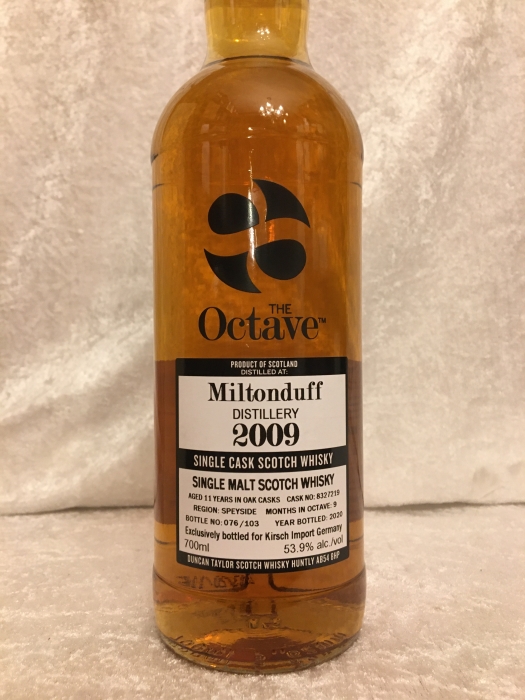 THE
Octave™
PRODUCT OF SCOTLAND
DISTILLED AT:
Miltonduff
DISTILLERY
2009
SINGLE CASK SCOTCH WHISKY
SINGLE MALT SCOTCH WHISKY
AGED 11 YEARS IN OAK CASKS CASK NO: 8327219
REGION: SPEYSIDE MONTHS IN OCTAVE: 9
BOTTLE NO: 076/103 YEAR BOTTLED: 2020
Exclusively bottled for Kirsch Import Germany
700ml 53.9% alc./vol
DUNCAN TAYLOR SCOTCH WHISKY HUNTLY AB54 8HP